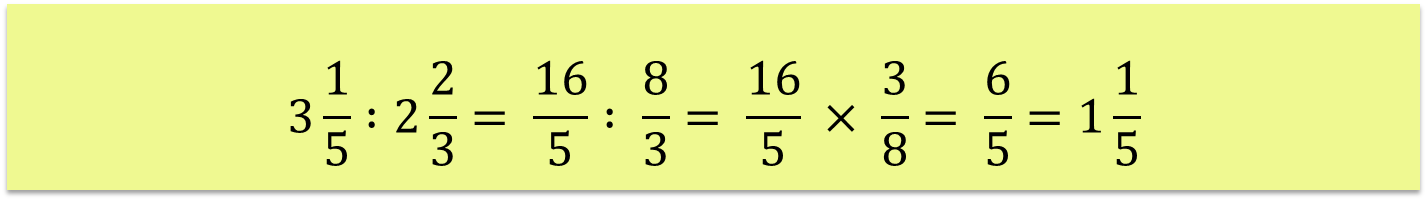 3 1/5 : 2 2/3 = 16/5 : 8/3 = 16/5 × 3/8 = 6/5 = 1 1/5